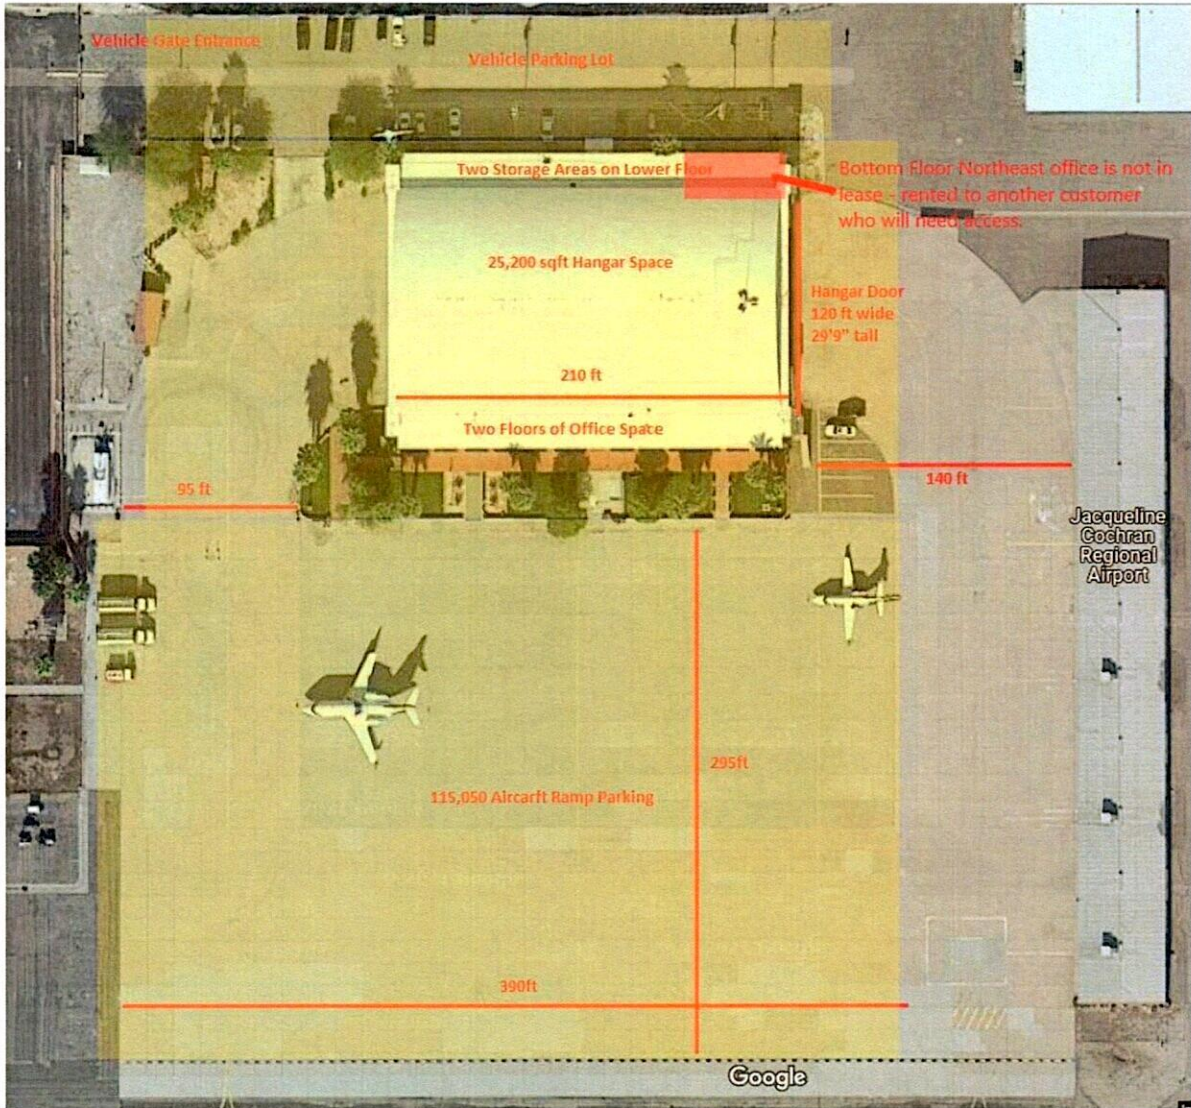 Vehicle Gate Entrance
Vehicle Parking Lot
Two Storage Areas on Lower Floor
Bottom Floor Northeast office is not in
lease - rented to another customer
who will need access.
25,200 sqft Hangar Space
Hangar Door
120 ft wide
29'9" tall
210 ft
Two Floors of Office Space
95 ft
140 ft
Jacqueline
Cochran
Regional
Airport
295ft
115,050 Aircarft Ramp Parking
390ft
Google